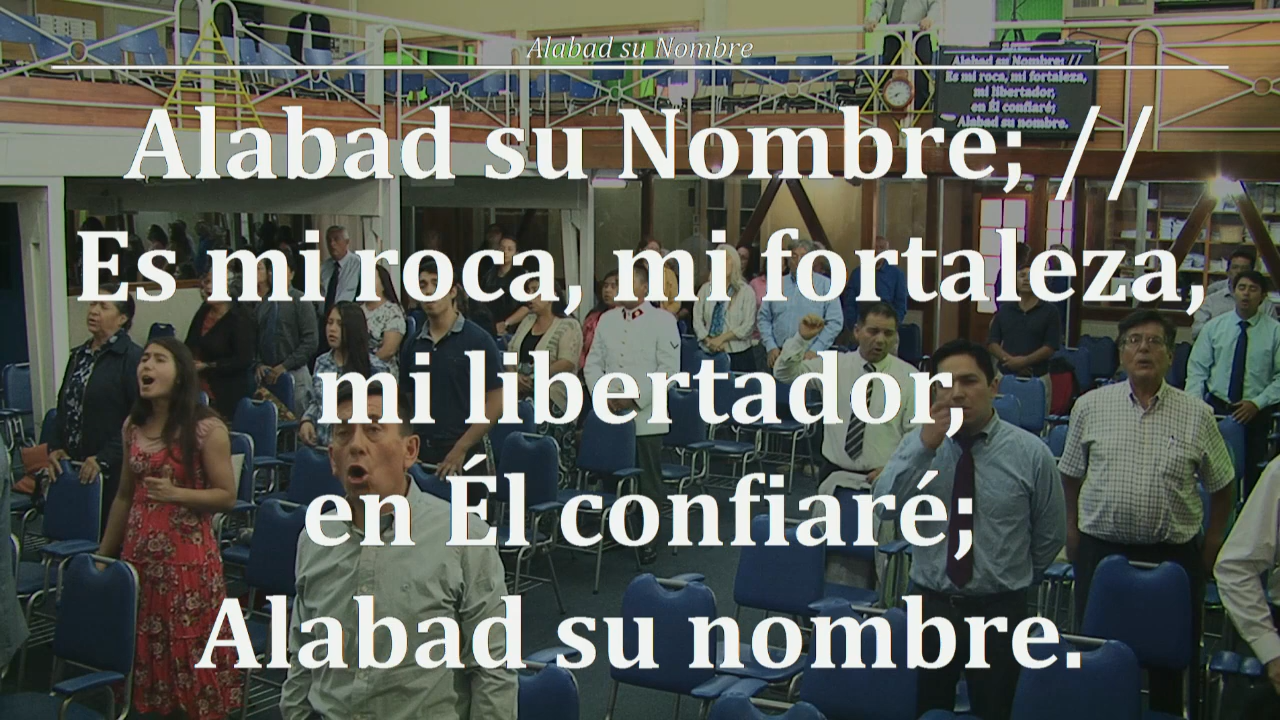 Alabad su Nombre
Alabad su Nombre; //
Es mi roca, mi fortaleza,
mi libertador,
en Él confiaré;
Alabad su nombre.
Alabad su Nombre; //
Es mi roca, mi fortaleza,
mi libertador,
en Él confiaré;
Alabad su nombre.